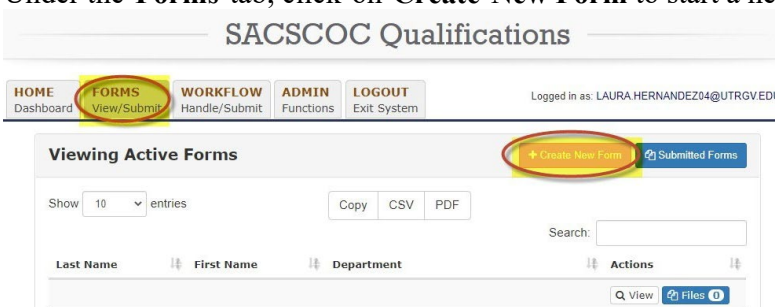 Under the Forms tab, click on Create New Form to start a ne
SACSCOC Qualifications
HOME FORMS WORKFLOW ADMIN LOGOUT
Dashboard View/Submit Handle/Submit Functions Exit System
Logged in as: LAURA.HERNANDEZ04@UTRGV.EDU
Viewing Active Forms
+ Create New Form
Submitted Forms
Show 10 entries
Copy CSV PDF
Search:
Last Name First Name Department Actions
View Files 0